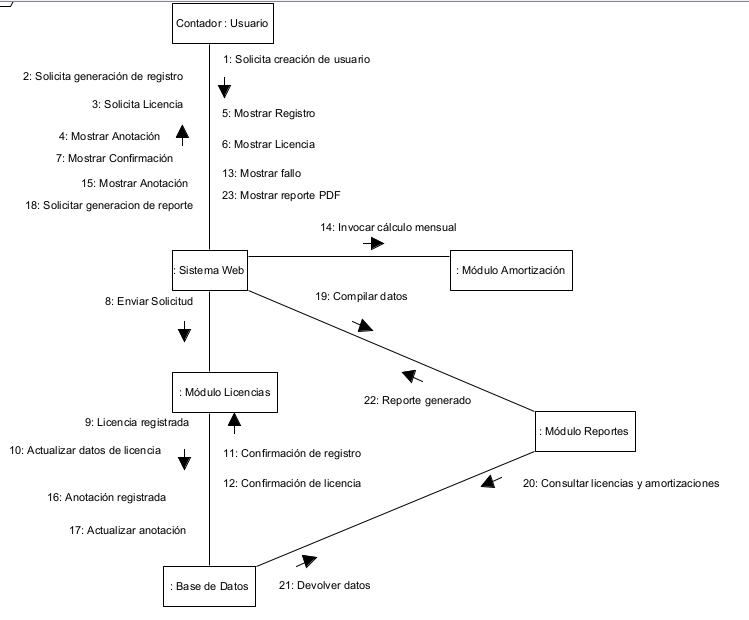 Contador : Usuario
1: Solicita creación de usuario
2: Solicita generación de registro
3: Solicita Licencia
5: Mostrar Registro
4: Mostrar Anotación
6: Mostrar Licencia
7: Mostrar Confirmación
13: Mostrar fallo
15: Mostrar Anotación
23: Mostrar reporte PDF
18: Solicitar generacion de reporte
14: Invocar cálculo mensual
: Sistema Web
: Módulo Amortización
8: Enviar Solicitud
19: Compilar datos
: Módulo Licencias
22: Reporte generado
9: Licencia registrada
: Módulo Reportes
10: Actualizar datos de licencia
11: Confirmación de registro
12: Confirmación de licencia
20: Consultar licencias y amortizaciones
16: Anotación registrada
17: Actualizar anotación
: Base de Datos
21: Devolver datos